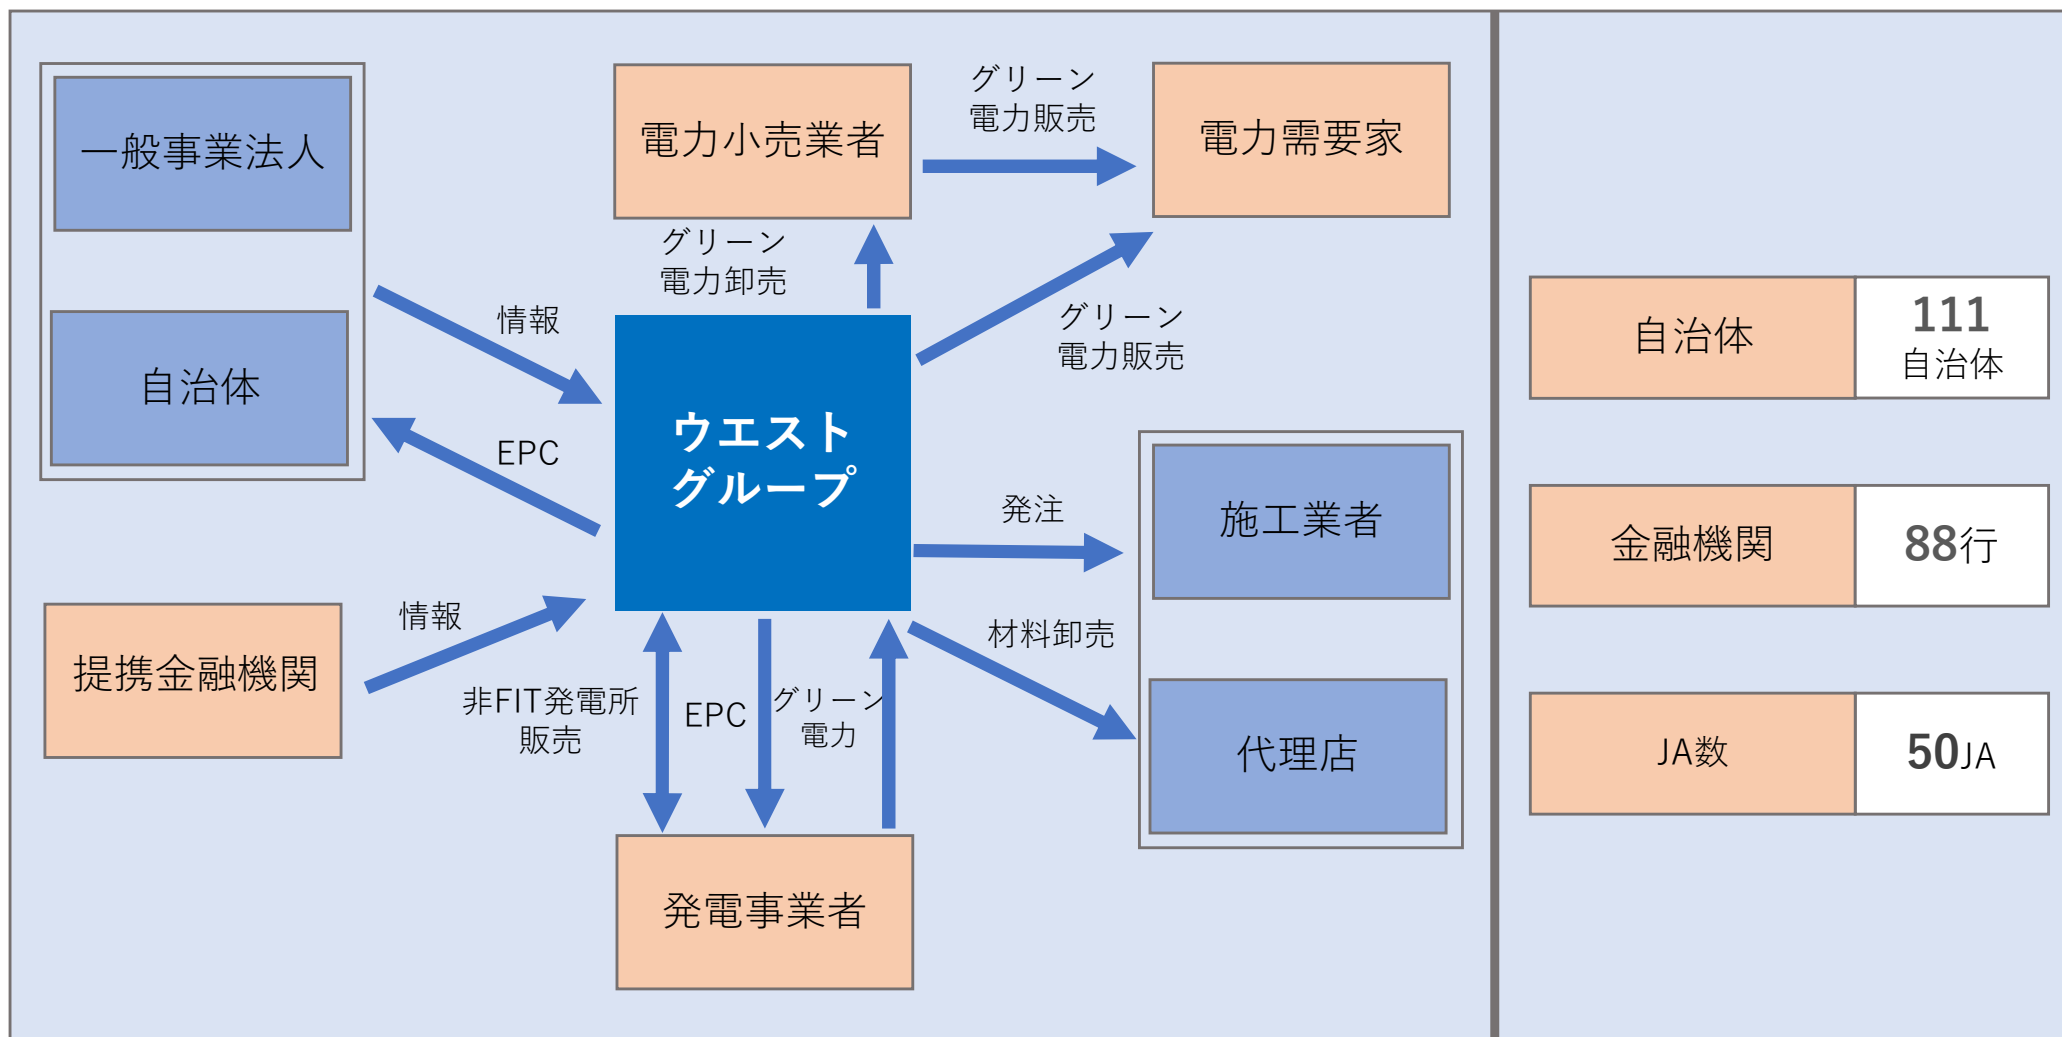 一般事業法人
自治体
提携金融機関
情報
EPC
情報
電力小売業者
グリーン
電力販売
電力需要家
グリーン
電力卸売
グリーン
電力販売
ウエスト
グループ
発注
施工業者
材料卸売
代理店
非FIT発電所
販売
EPC
グリーン
電力
発電事業者
自治体
111
自治体
金融機関
88行
JA数
50JA